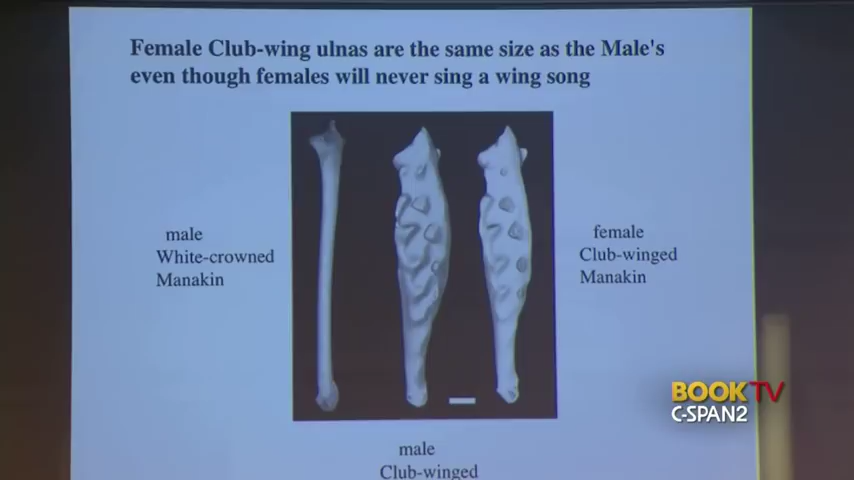 Female Club-wing ulnas are the same size as the Male's
even though females will never sing a wing song
male
White-crowned
Manakin
female
Club-winged
Manakin
male
Club-winged
BOOK TV
C-SPAN2